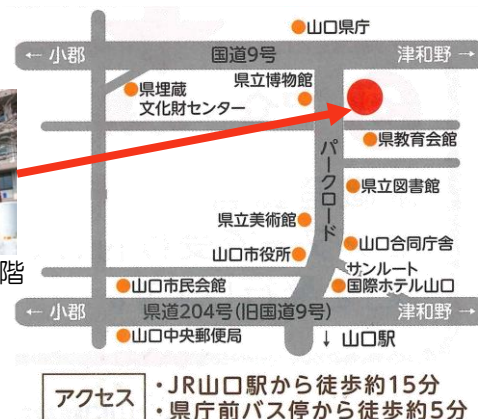 山口県庁
← 小郡
国道9号
津和野 →
県立博物館
県埋蔵
文化財センター
県教育会館
パークロード
県立図書館
県立美術館
山口市役所
山口合同庁舎
階
サンルート
国際ホテル山口
山口市民会館
← 小郡
県道204号(旧国道9号)
津和野 →
山口中央郵便局
↓ 山口駅
アクセス
・JR山口駅から徒歩約15分
・県庁前バス停から徒歩約5分